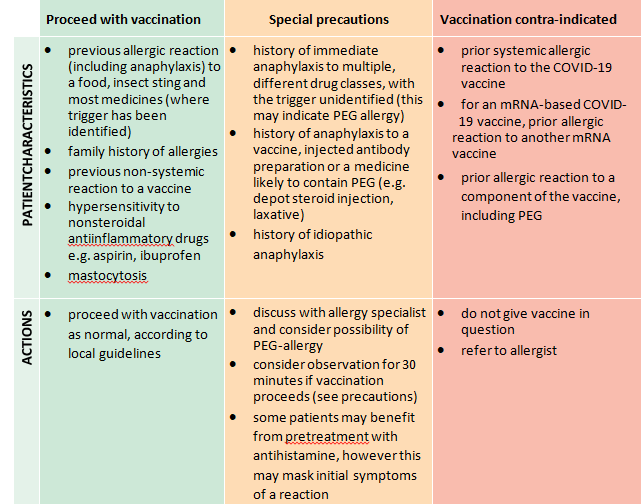 Proceed with vaccination
Special precautions
Vaccination contra-indicated
PATIENTCHARACTERISTICS
• previous allergic reaction
(including anaphylaxis) to
a food, insect sting and
most medicines (where
trigger has been
identified)
• family history of allergies
• previous non-systemic
reaction to a vaccine
• hypersensitivity to
nonsteroidal
antiinflammatory drugs
e.g. aspirin, ibuprofen
• mastocytosis
• history of immediate
anaphylaxis to multiple,
different drug classes, with
the trigger unidentified (this
may indicate PEG allergy)
• history of anaphylaxis to a
vaccine, injected antibody
preparation or a medicine
likely to contain PEG (e.g.
depot steroid injection,
laxative)
• history of idiopathic
anaphylaxis
• prior systemic allergic
reaction to the COVID-19
vaccine
• for an mRNA-based COVID-
19 vaccine, prior allergic
reaction to another mRNA
vaccine
• prior allergic reaction to a
component of the vaccine,
including PEG
ACTIONS
• proceed with vaccination
as normal, according to
local guidelines
• discuss with allergy specialist
and consider possibility of
PEG-allergy
• consider observation for 30
minutes if vaccination
proceeds (see precautions)
• some patients may benefit
from pretreatment with
antihistamine, however this
may mask initial symptoms
of a reaction
• do not give vaccine in
question
• refer to allergist